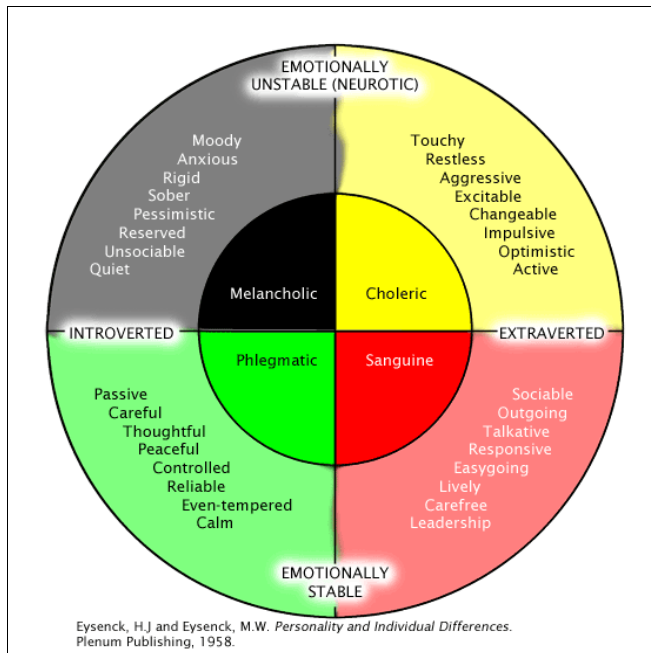 EMOTIONALLY
UNSTABLE (NEUROTIC)
Moody
Anxious
Rigid
Sober
Pessimistic
Reserved
Unsociable
Quiet
Touchy
Restless
Aggressive
Excitable
Changeable
Impulsive
Optimistic
Active
Melancholic
Choleric
INTROVERTED
EXTRAVERTED
Phlegmatic
Sanguine
Passive
Careful
Thoughtful
Peaceful
Controlled
Reliable
Even-tempered
Calm
Sociable
Outgoing
Talkative
Responsive
Easygoing
Lively
Carefree
Leadership
EMOTIONALLY
STABLE
Eysenck, H.J and Eysenck, M.W. Personality and Individual Differences.
Plenum Publishing, 1958.